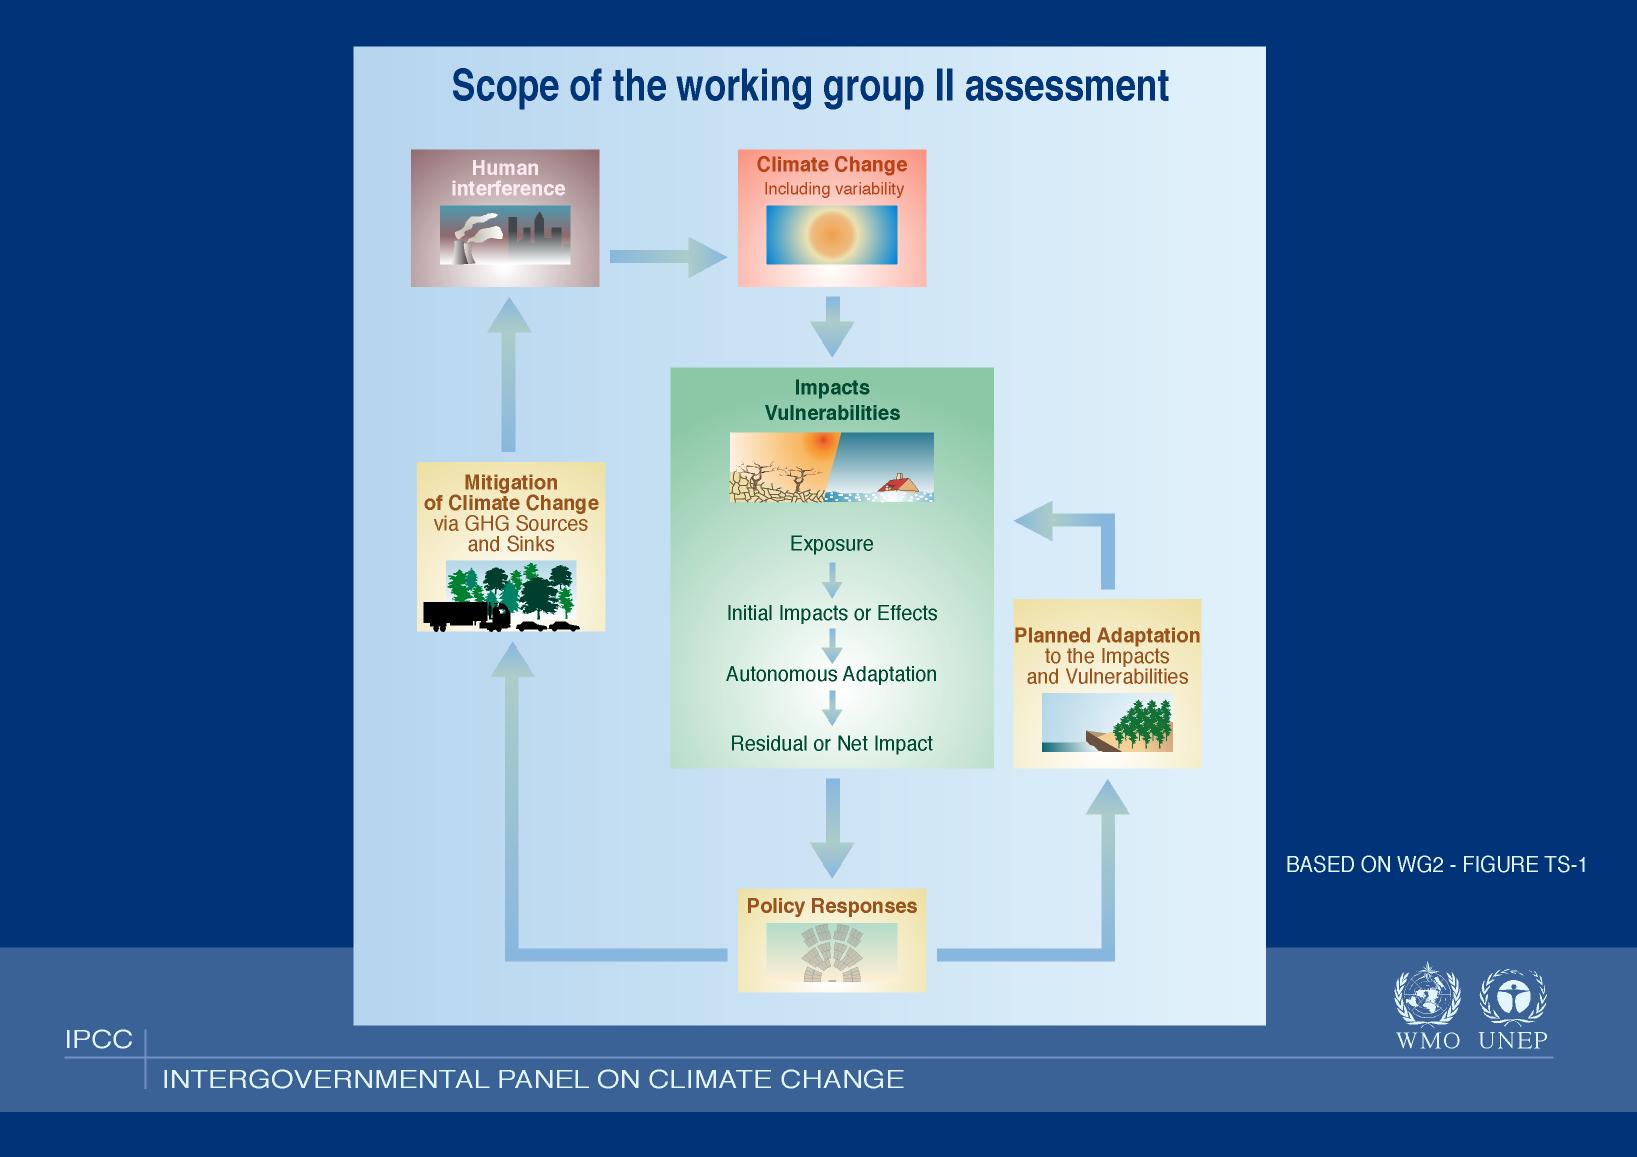 Scope of the working group II assessment
Human
interference
Climate Change
Including variability
Impacts
Vulnerabilities
Exposure
Initial Impacts or Effects
Autonomous Adaptation
Residual or Net Impact
Mitigation
of Climate Change
via GHG Sources
and Sinks
Planned Adaptation
to the Impacts
and Vulnerabilities
Policy Responses
BASED ON WG2 - FIGURE TS-1
WMO UNEP
IPCC
INTERGOVERNMENTAL PANEL ON CLIMATE CHANGE